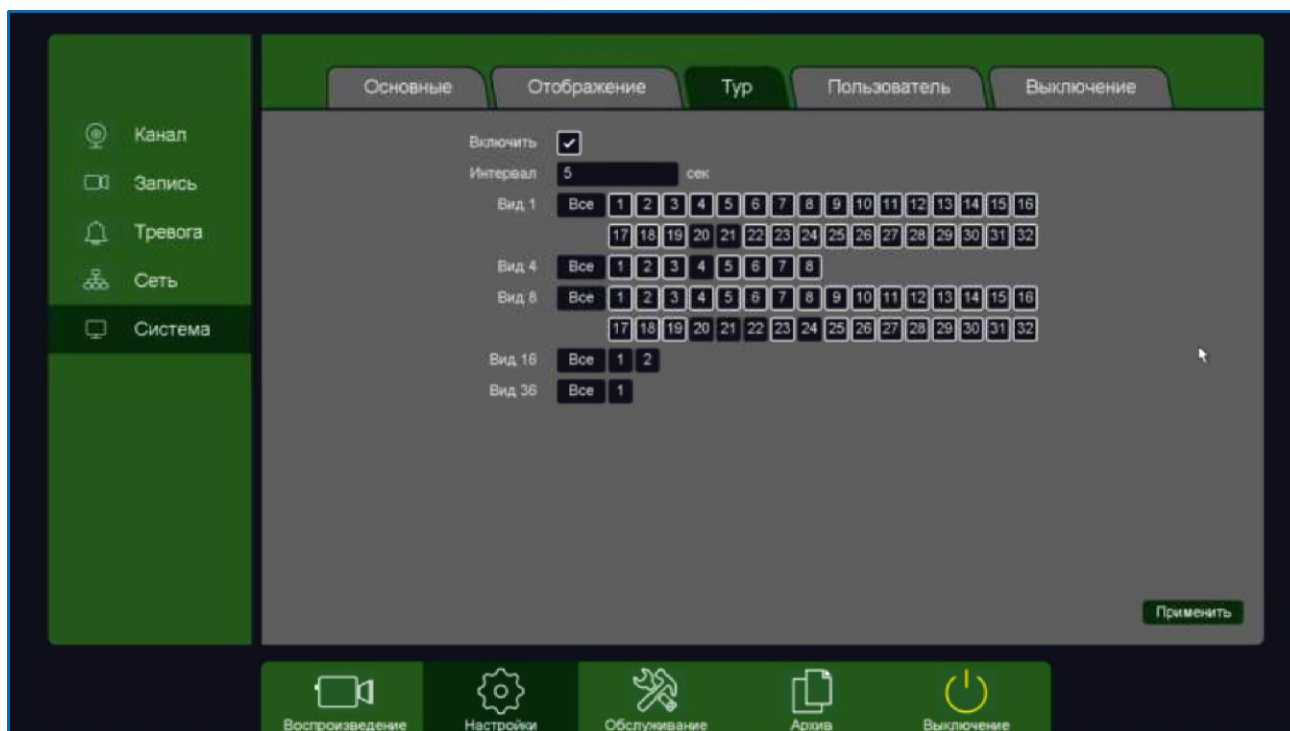 Основные Отображение Тур Пользователь Выключение
Канал
Запись
Тревога
Сеть
Система
Включить
Интервал 5 сек
Вид 1 Все 1 2 3 4 5 6 7 8 9 10 11 12 13 14 15 16
17 18 19 20 21 22 23 24 25 26 27 28 29 30 31 32
Вид 4 Все 1 2 3 4 5 6 7 8
Вид 8 Все 1 2 3 4 5 6 7 8 9 10 11 12 13 14 15 16
17 18 19 20 21 22 23 24 25 26 27 28 29 30 31 32
Вид 16 Все 1 2
Вид 36 Все 1
Применить
Воспроизведение Настройки Обслуживание Архив Выключение